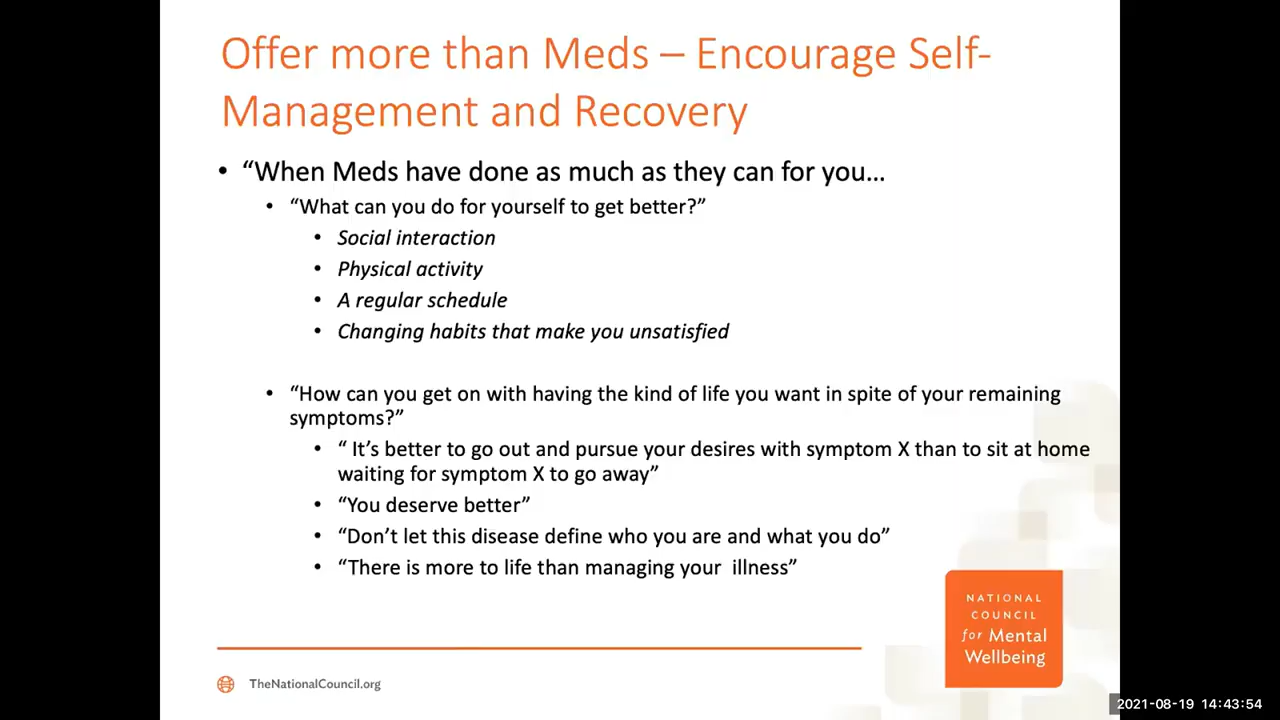 Offer more than Meds – Encourage Self-
Management and Recovery
• “When Meds have done as much as they can for you…
• “What can you do for yourself to get better?”
• Social interaction
• Physical activity
• A regular schedule
• Changing habits that make you unsatisfied
• “How can you get on with having the kind of life you want in spite of your remaining
symptoms?”
• “ It’s better to go out and pursue your desires with symptom X than to sit at home
waiting for symptom X to go away”
• “You deserve better”
• “Don’t let this disease define who you are and what you do”
• “There is more to life than managing your  illness”
NATIONAL
COUNCIL
for Mental
Wellbeing
TheNationalCouncil.org
2021-08-19 14:43:54